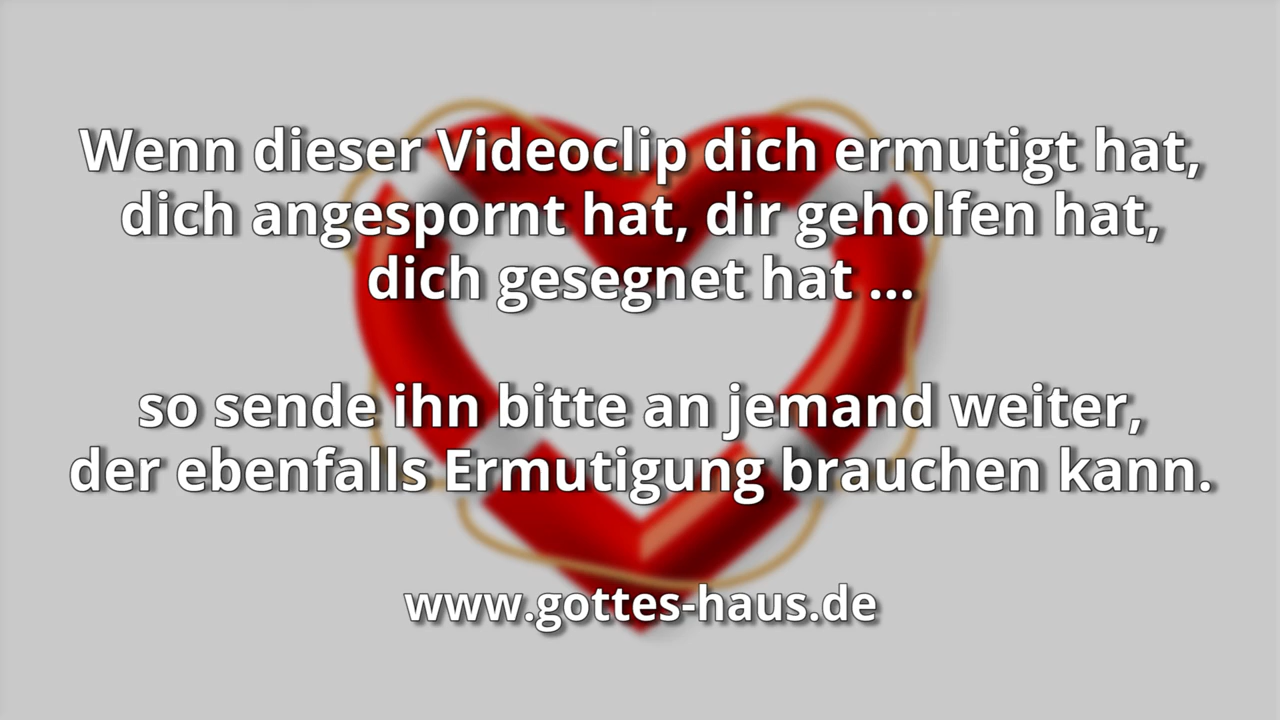 Wenn dieser Videoclip dich ermutigt hat,
dich angespornt hat, dir geholfen hat,
dich gesegnet hat ...
so sende ihn bitte an jemand weiter,
der ebenfalls Ermutigung brauchen kann.
www.gottes-haus.de